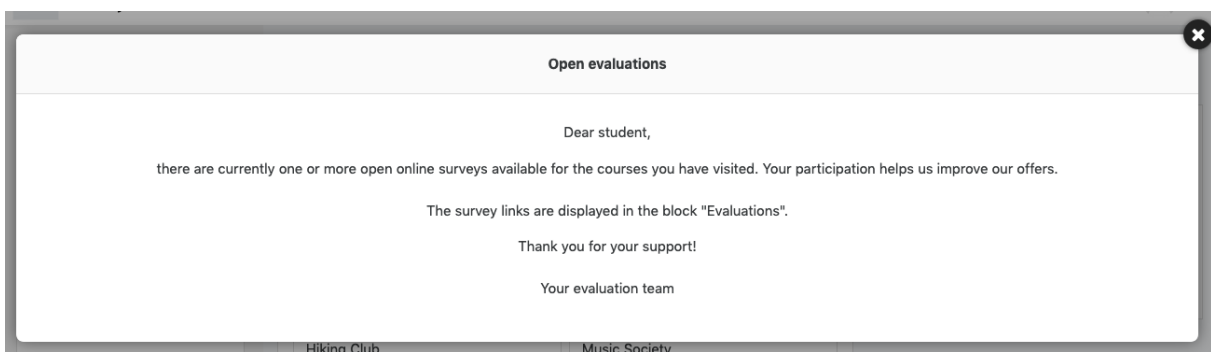 Open evaluations
Dear student,
there are currently one or more open online surveys available for the courses you have visited. Your participation helps us improve our offers.
The survey links are displayed in the block "Evaluations".
Thank you for your support!
Your evaluation team
Hiking Club
Music Society